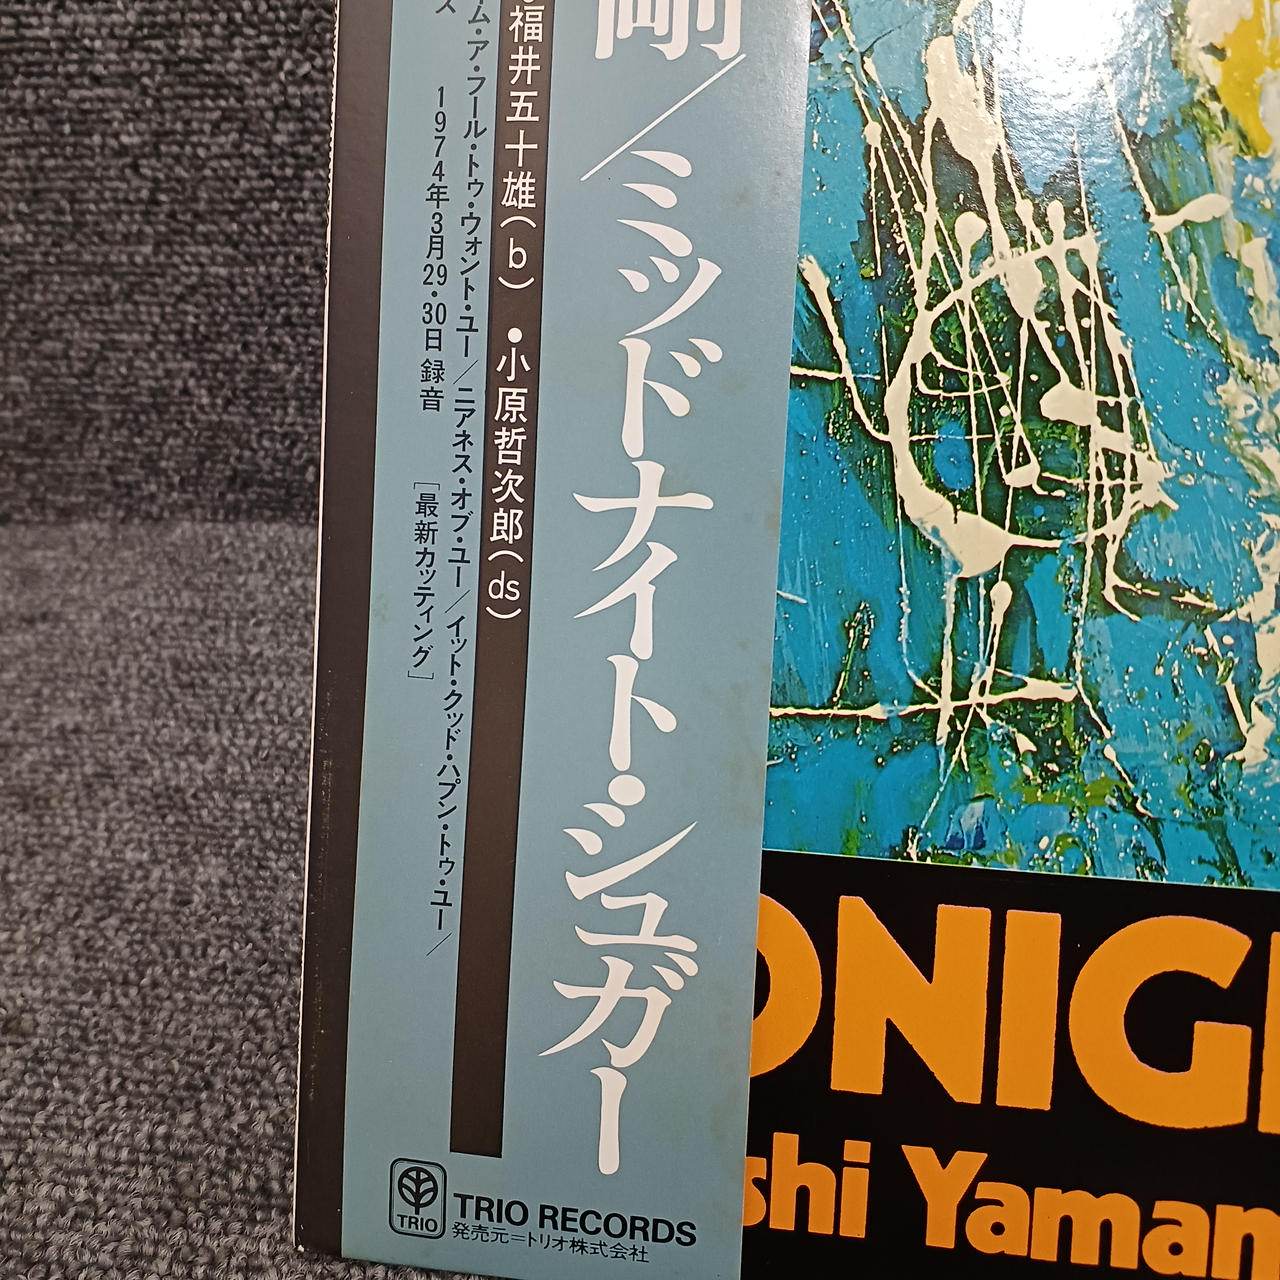 剛／ミッドナイト・シュガー
●福井五十雄(b) ●小原哲次郎(ds)
ム・ア・フール・トゥ・ウォント・ユー／ニアネス・オブ・ユー／イット・クッド・ハプン・トゥ・ユー／
ス 1974年3月29・30日 録音 [最新カッティング]
TRIO
TRIO RECORDS
発売元=トリオ株式会社
ONIG
shi Yaman